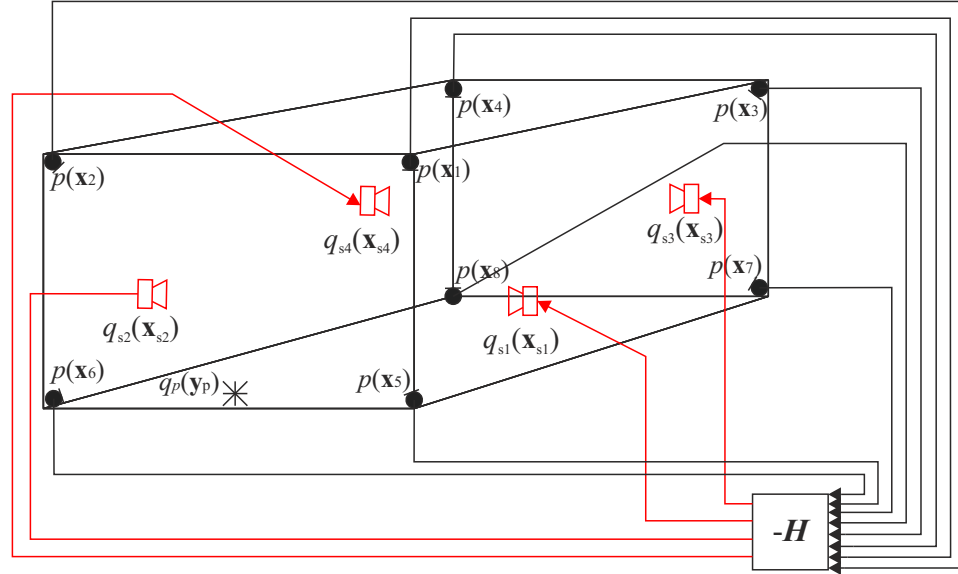 p(x4)
p(x3)
p(x2)
p(x1)
qs4(xs4)
qs3(xs3)
p(x8)
p(x7)
qs2(xs2)
qs1(xs1)
p(x6)
qp(yp)
p(x5)
-H